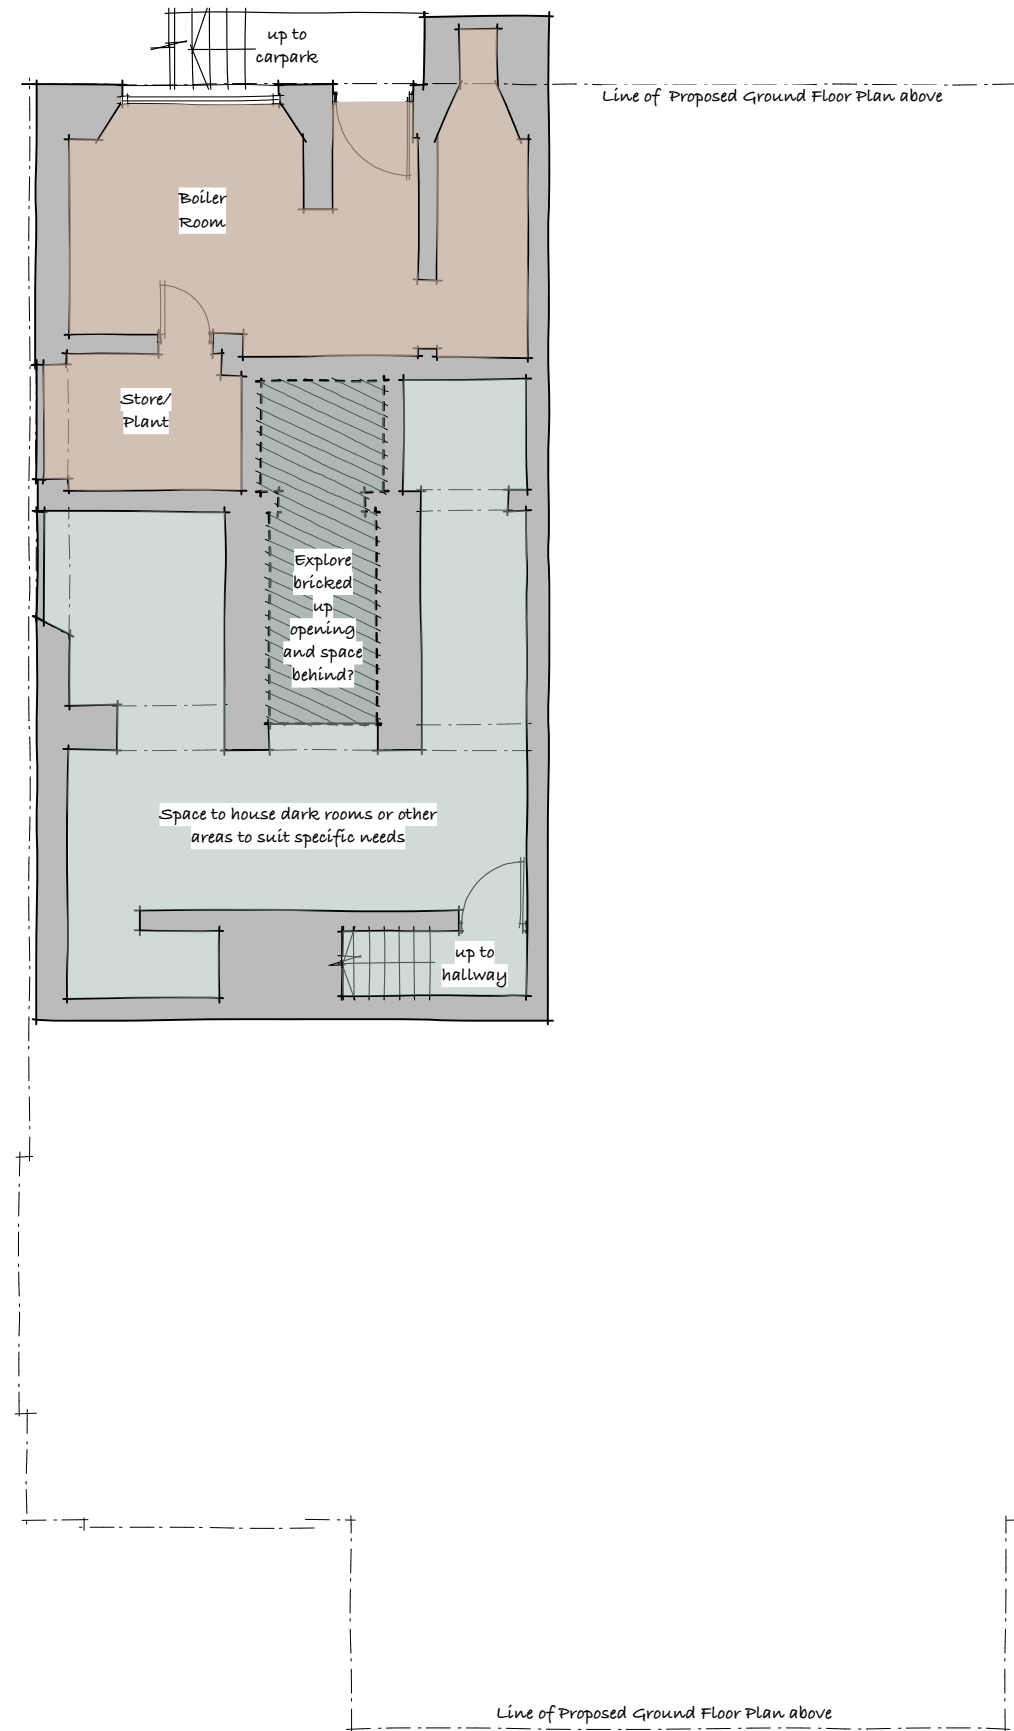 up to
carpark
Line of Proposed Ground Floor Plan above
Boiler
Room
Store/
Plant
Explore
bricked
up
opening
and space
behind?
Space to house dark rooms or other
areas to suit specific needs
up to
hallway
Line of Proposed Ground Floor Plan above